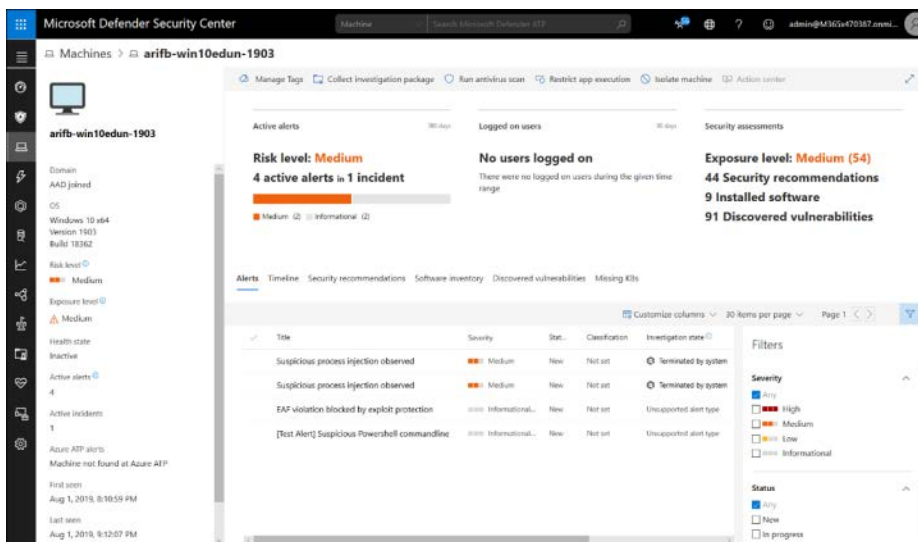 Microsoft Defender Security Center
Machine
Search Microsoft Defender ATP
admin@M365x470387.onmi...
Machines > arifb-win10edun-1903
Manage Tags
Collect investigation package
Run antivirus scan
Restrict app execution
Isolate machine
Action center
arifb-win10edun-1903
Domain
AAD joined
OS
Windows 10 x64
Version 1903
Build 18362
Risk level
Medium
Exposure level
Medium
Health state
Inactive
Active alerts
4
Active incidents
1
Azure ATP alerts
Machine not found at Azure ATP
First seen
Aug 1, 2019, 8:10:59 PM
Last seen
Aug 1, 2019, 9:12:07 PM
Active alerts
180 days
Risk level: Medium
4 active alerts in 1 incident
Medium (2) Informational (2)
Logged on users
30 days
No users logged on
There were no logged on users during the given time
range
Security assessments
Exposure level: Medium (54)
44 Security recommendations
9 Installed software
91 Discovered vulnerabilities
Alerts Timeline Security recommendations Software inventory Discovered vulnerabilities Missing KBs
Customize columns 30 items per page Page 1
Title Severity Stat... Classification Investigation state
Suspicious process injection observed Medium New Not set Terminated by system
Suspicious process injection observed Medium New Not set Terminated by system
EAF violation blocked by exploit protection Informational... New Not set Unsupported alert type
[Test Alert] Suspicious Powershell commandline Informational... New Not set Unsupported alert type
Filters
Severity
Any
High
Medium
Low
Informational
Status
Any
New
In progress